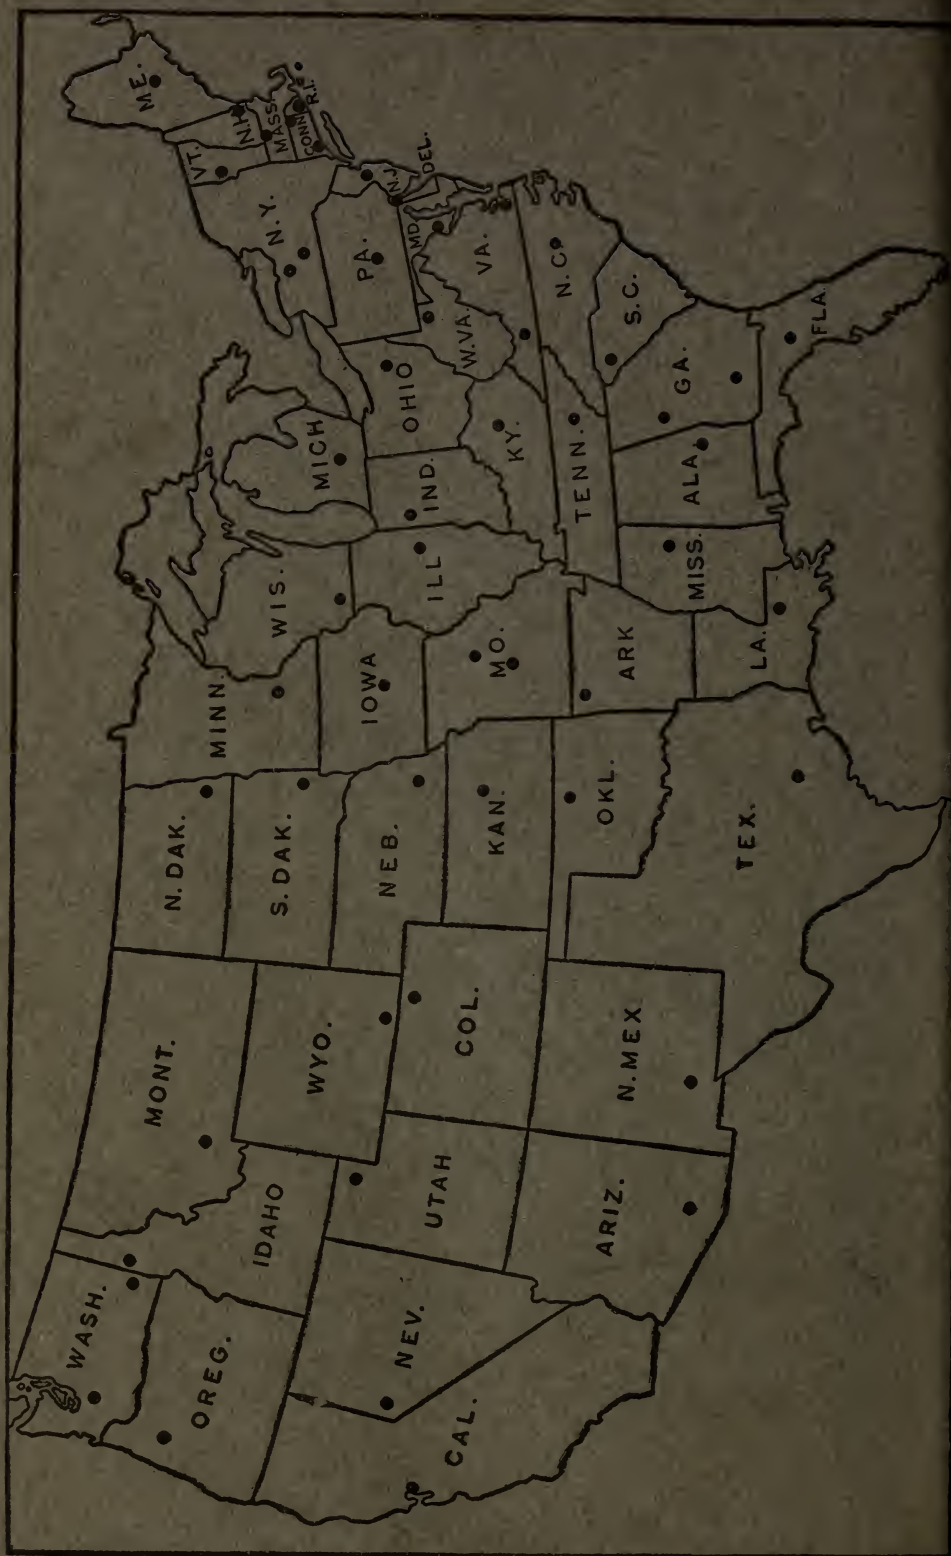 WASH.
OREG.
CAL.
NEV.
IDAHO
MONT.
WYO.
UTAH
ARIZ.
COL.
N.MEX
N.DAK.
S.DAK.
NEB.
KAN.
OKL.
TEX.
MINN.
IOWA
MO.
ARK
LA.
WIS.
ILL
MISS.
MICH
IND.
OHIO
KY.
TENN.
ALA.
GA.
FLA.
S.C.
N.C.
VA.
W.VA.
MD.
DEL.
PA.
N.J.
N.Y.
VT.
N.H.
MASS.
CONN
R.I.
ME.